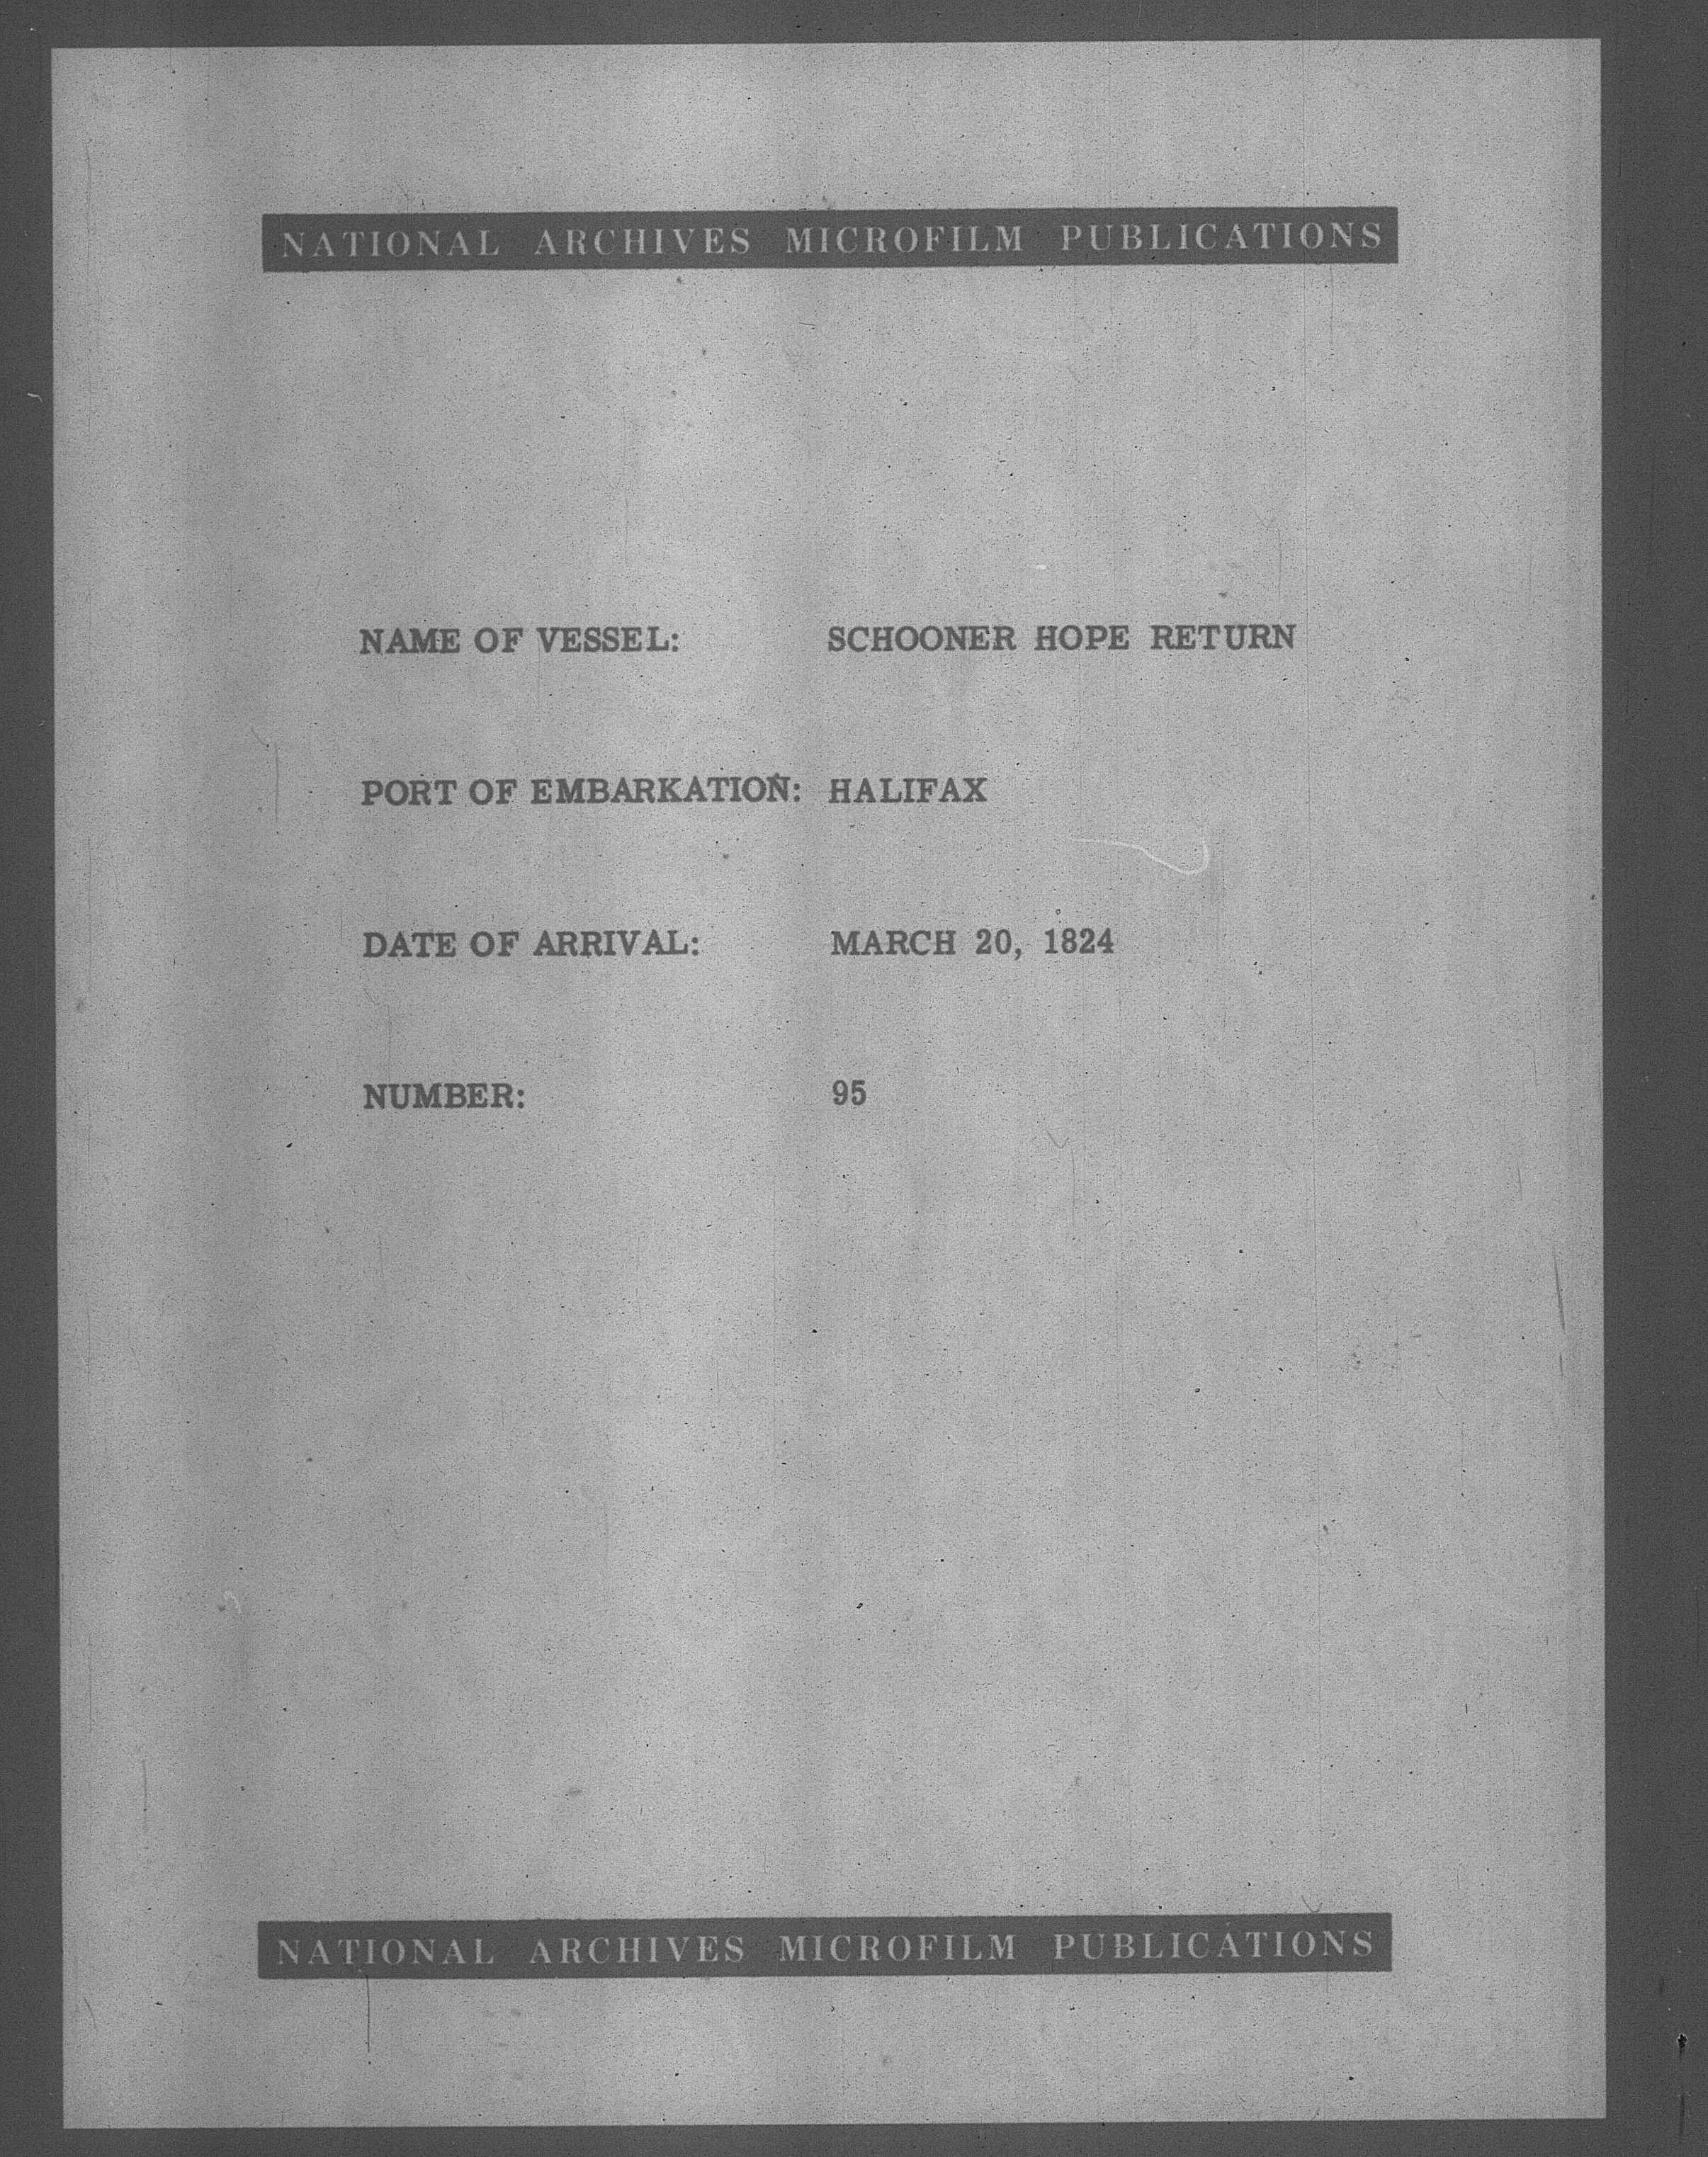 NATIONAL ARCHIVES MICROFILM PUBLICATIONS
NAME OF VESSEL: SCHOONER HOPE RETURN
PORT OF EMBARKATION: HALIFAX
DATE OF ARRIVAL: MARCH 20, 1824
NUMBER: 95
NATIONAL ARCHIVES MICROFILM PUBLICATIONS